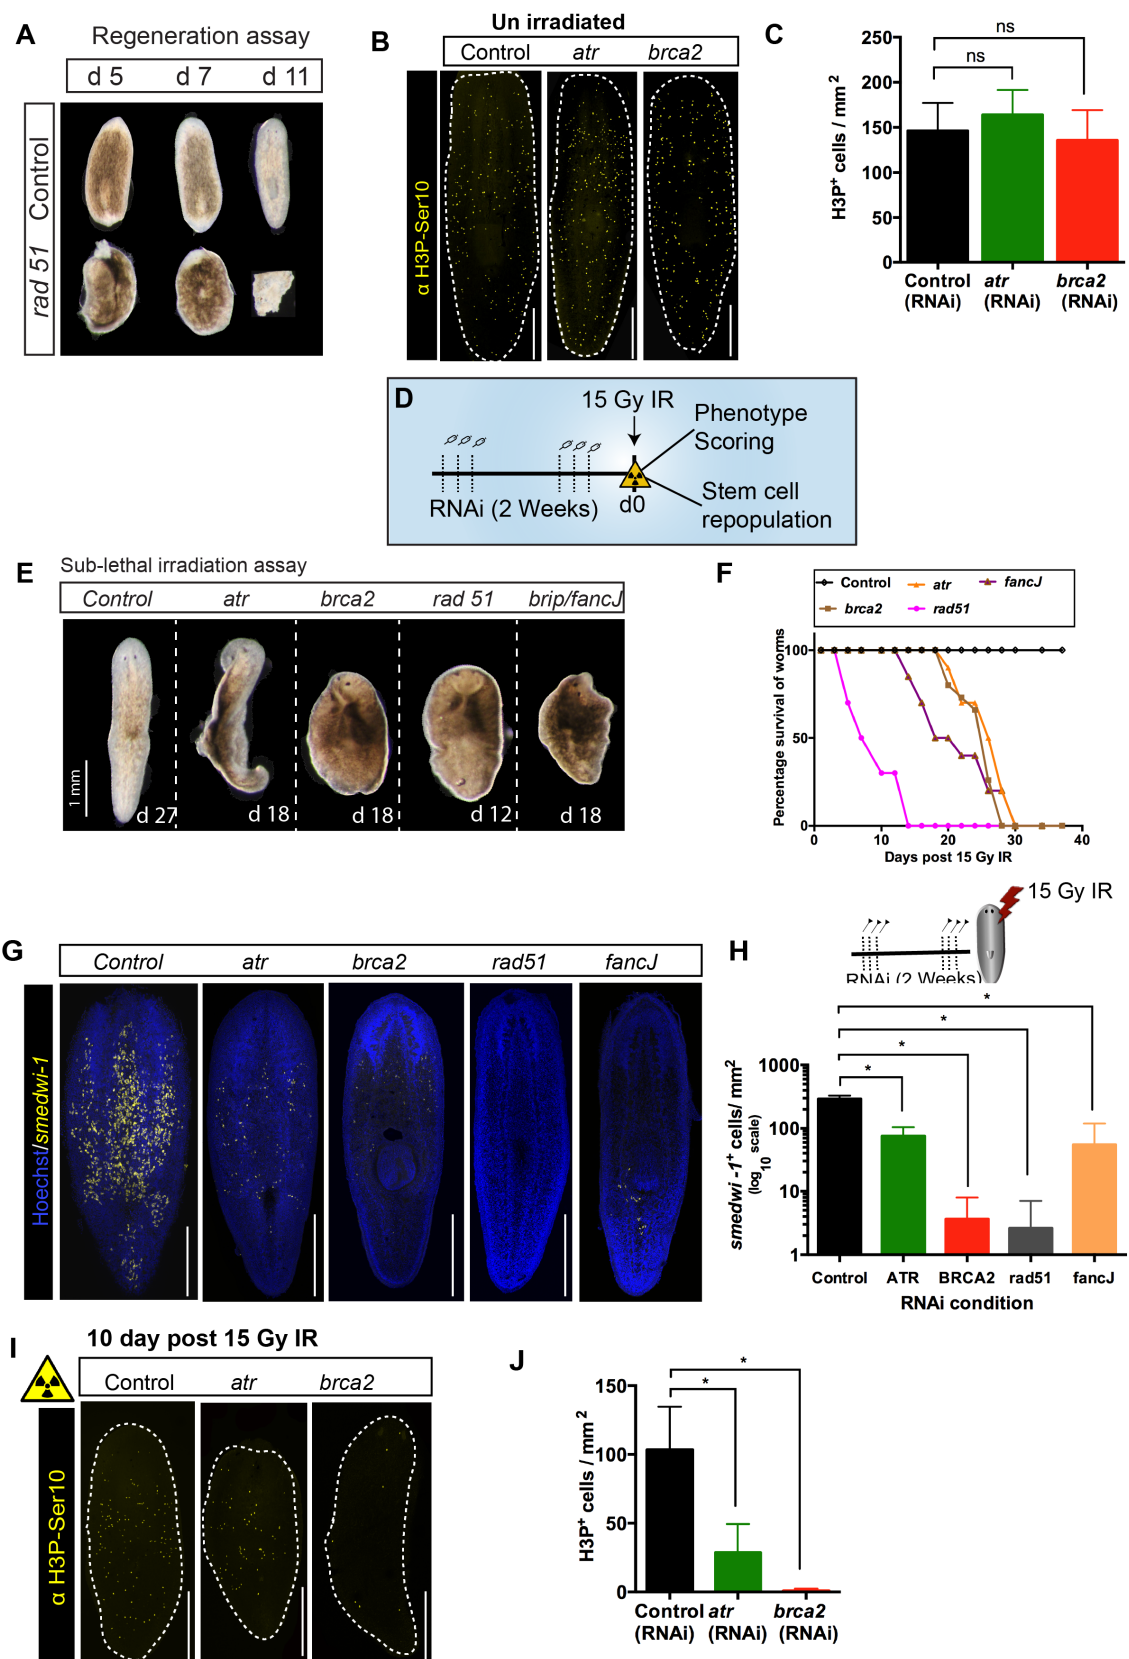 A
Regeneration assay
d 5 d 7 d 11
Control
rad 51
B
Un irradiated
Control atr brca2
α H3P-Ser10
C
H3P+ cells / mm 2
250
200
150
100
50
0
ns
ns
Control atr brca2
(RNAi) (RNAi) (RNAi)
D
15 Gy IR
Phenotype
Scoring
RNAi (2 Weeks) d0
Stem cell
repopulation
E
Sub-lethal irradiation assay
Control atr brca2 rad 51 brip/fancJ
1 mm
d 27 d 18 d 18 d 12 d 18
F
Control atr fancJ
brca2 rad51
Percentage survival of worms
100
50
0
0 10 20 30 40
Days post 15 Gy IR
G
Control atr brca2 rad51 fancJ
Hoechst/smedwi-1
H
15 Gy IR
RNAi (2 Weeks)
*
*
*
*
smedwi -1+ cells/ mm2
(log10 scale)
1000
100
10
1
Control ATR BRCA2 rad51 fancJ
RNAi condition
I
10 day post 15 Gy IR
Control atr brca2
α H3P-Ser10
J
*
*
H3P+ cells / mm 2
150
100
50
0
Control atr brca2
(RNAi) (RNAi) (RNAi)